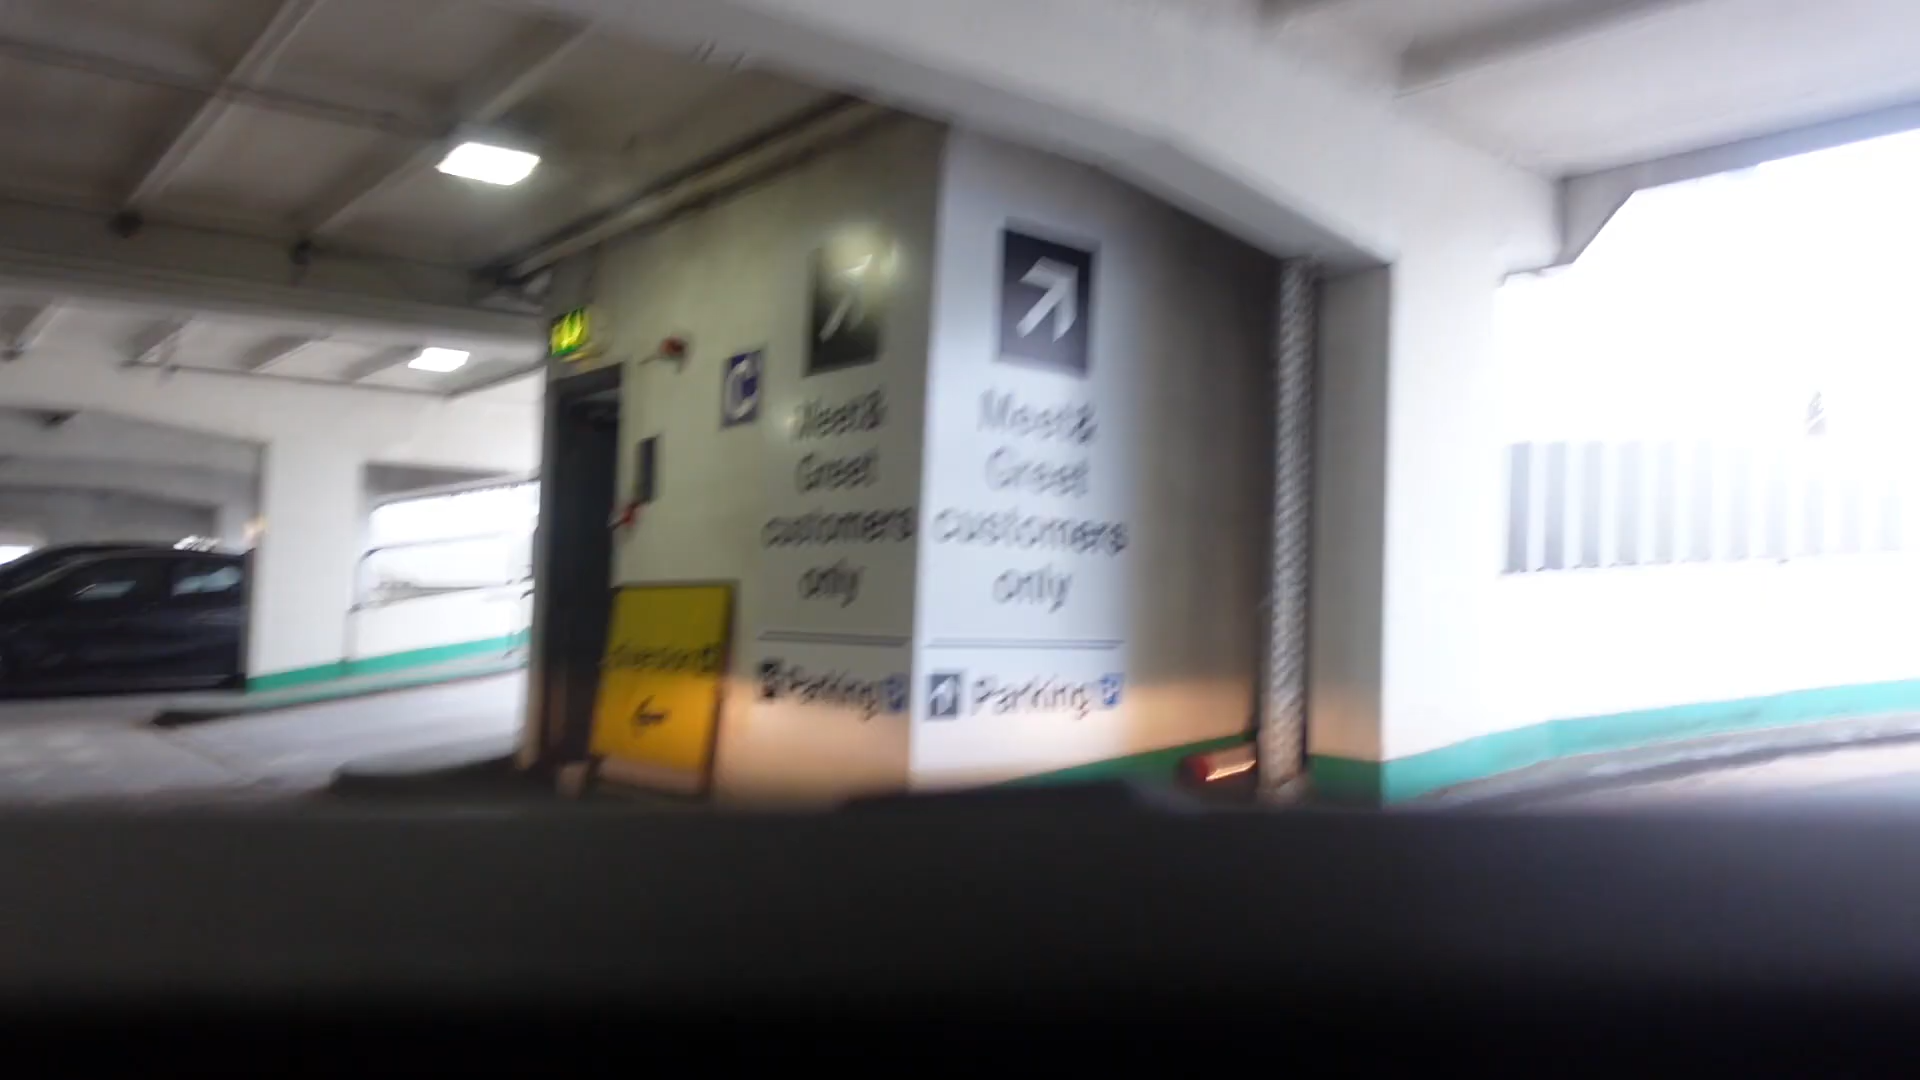 Meet&
Greet
customers
only
Parking P
Meet&
Greet
customers
only
Parking P